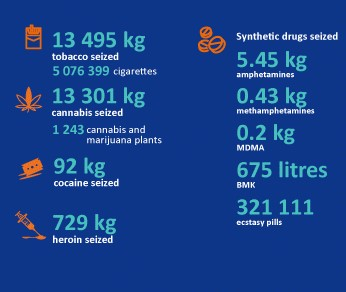 13 495 kg
tobacco seized
5 076 399 cigarettes
13 301 kg
cannabis seized
1 243 cannabis and
marijuana plants
92 kg
cocaine seized
729 kg
heroin seized
Synthetic drugs seized
5.45 kg
amphetamines
0.43 kg
methamphetamines
0.2 kg
MDMA
675 litres
BMK
321 111
ecstasy pills